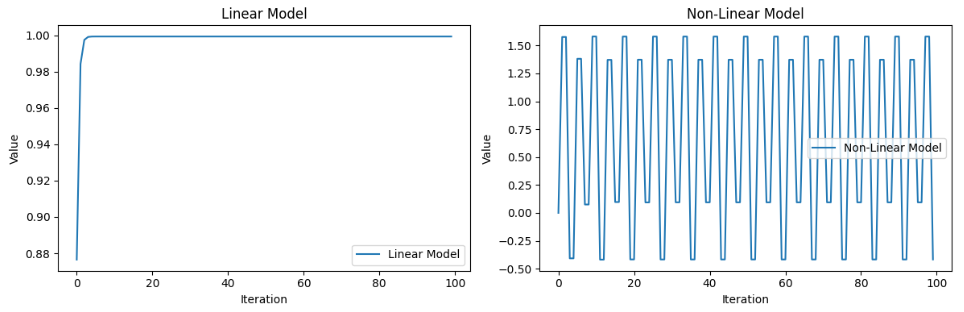 Linear Model
1.00
0.98
0.96
0.94
0.92
0.90
0.88
Value
0 20 40 60 80 100
Iteration
Linear Model
Non-Linear Model
1.50
1.25
1.00
0.75
0.50
0.25
0.00
−0.25
−0.50
Value
0 20 40 60 80 100
Iteration
Non-Linear Model